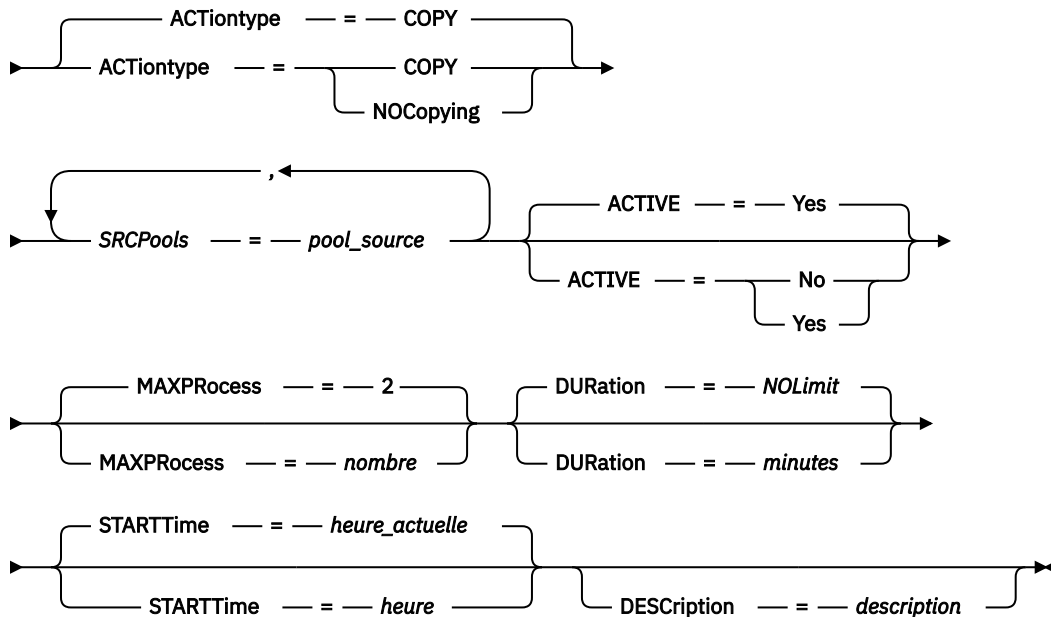 ACTiontype = COPY
ACTiontype = COPY
NOCopying
,
SRCPools = pool_source
ACTIVE = Yes
ACTIVE = No
Yes
MAXPRocess = 2
MAXPRocess = nombre
DURation = NOLimit
DURation = minutes
STARTTime = heure_actuelle
STARTTime = heure
DESCription = description